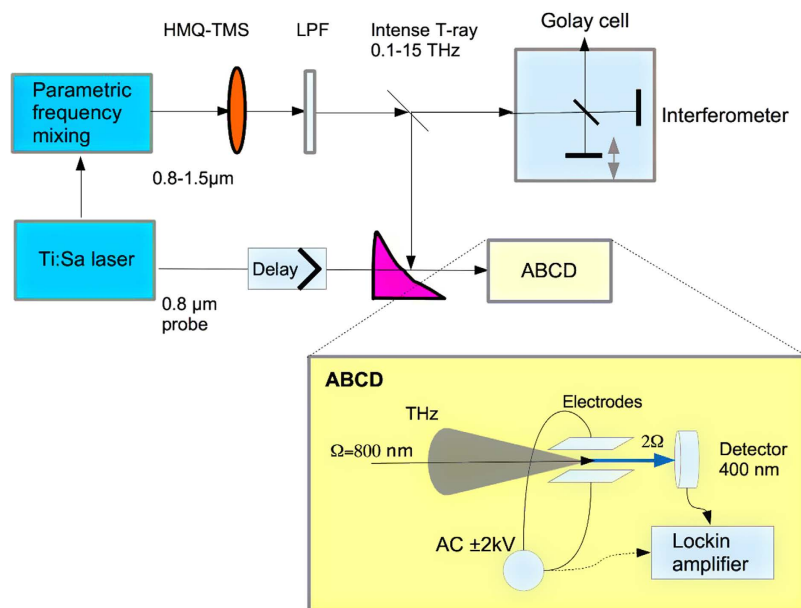 HMQ-TMS
LPF
Intense T-ray
0.1-15 THz
Golay cell
Parametric
frequency
mixing
Interferometer
0.8-1.5µm
Ti:Sa laser
Delay
ABCD
0.8 µm
probe
ABCD
THz
Electrodes
Ω=800 nm
2Ω
Detector
400 nm
AC ±2kV
Lockin
amplifier